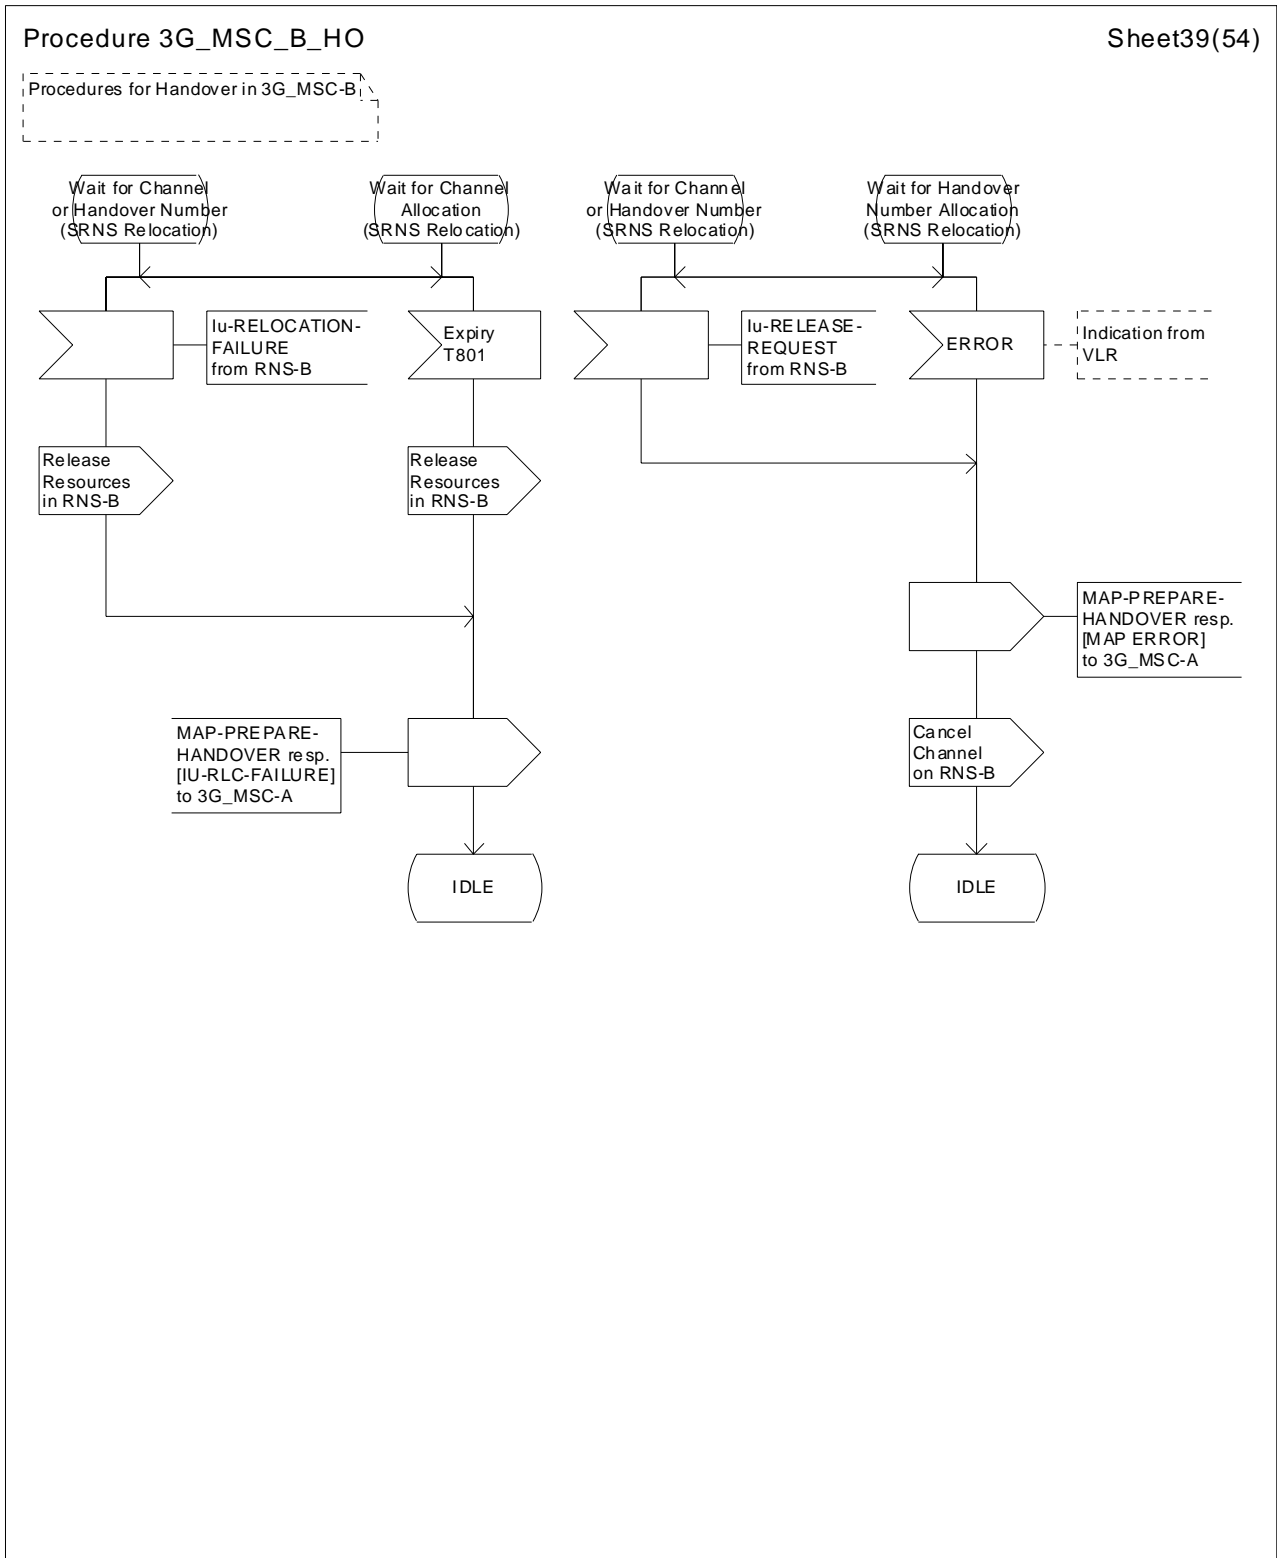 Procedure 3G_MSC_B_HO
Sheet39(54)
Procedures for Handover in 3G_MSC-B
Wait for Channel
or Handover Number
(SRNS Relocation)
Wait for Channel
Allocation
(SRNS Relocation)
Wait for Channel
or Handover Number
(SRNS Relocation)
Wait for Handover
Number Allocation
(SRNS Relocation)
Iu-RELOCATION-
FAILURE
from RNS-B
Expiry
T801
Iu-RELEASE-
REQUEST
from RNS-B
ERROR
Indication from
VLR
Release
Resources
in RNS-B
Release
Resources
in RNS-B
MAP-PREPARE-
HANDOVER resp.
[MAP ERROR]
to 3G_MSC-A
MAP-PREPARE-
HANDOVER resp.
[IU-RLC-FAILURE]
to 3G_MSC-A
Cancel
Channel
on RNS-B
IDLE
IDLE